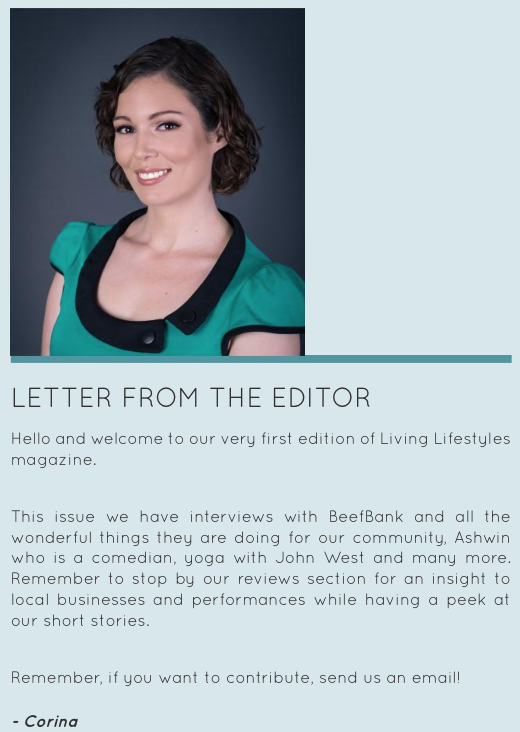 LETTER FROM THE EDITOR
Hello and welcome to our very first edition of Living Lifestyles
magazine.
This issue we have interviews with BeefBank and all the
wonderful things they are doing for our community, Ashwin
who is a comedian, yoga with John West and many more.
Remember to stop by our reviews section for an insight to
local businesses and performances while having a peek at
our short stories.
Remember, if you want to contribute, send us an email!
- Corina